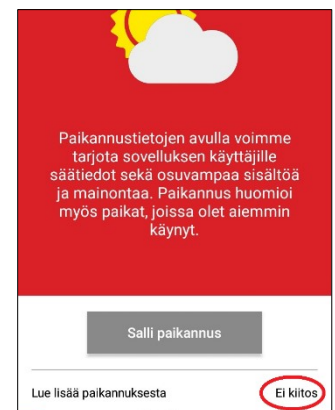 Paikannustietojen avulla voimme
tarjota sovelluksen käyttäjille
säätiedot sekä osuvampaa sisältöä
ja mainontaa. Paikannus huomioi
myös paikat, joissa olet aiemmin
käynyt.
Salli paikannus
Lue lisää paikannuksesta Ei kiitos